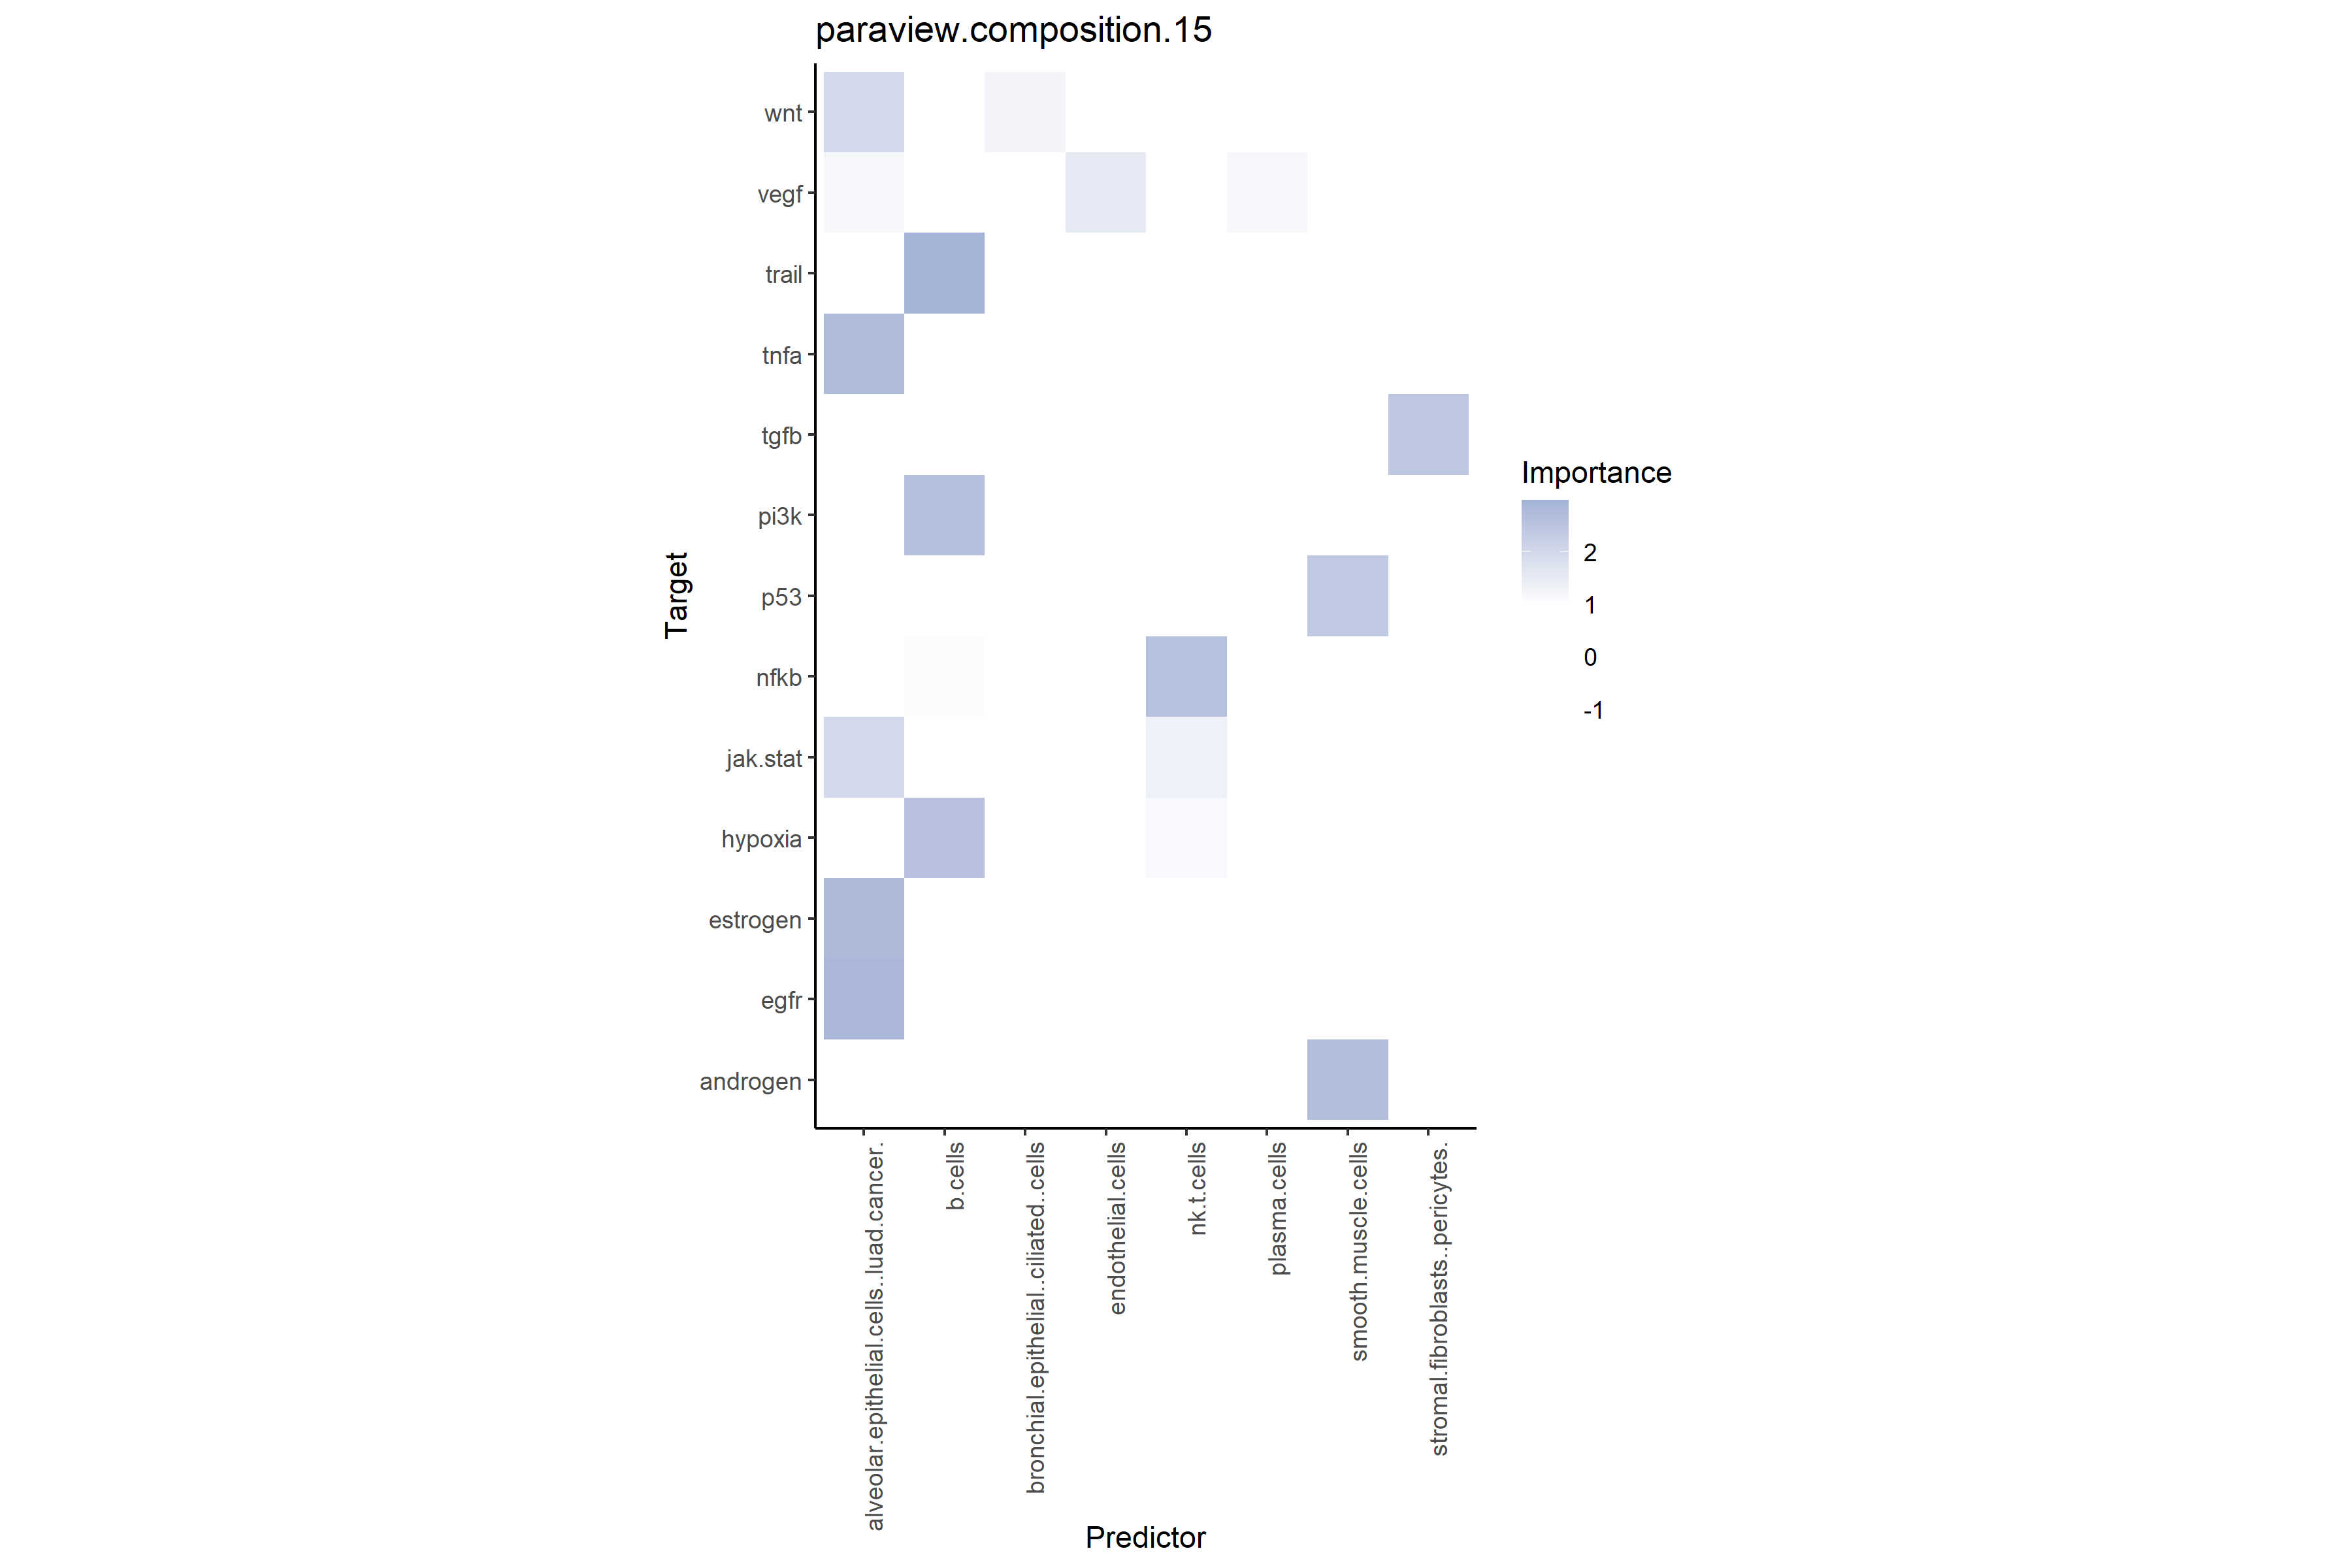 paraview.composition.15
wnt
vegf
trail
tnfa
tgfb
pi3k
p53
nfkb
jak.stat
hypoxia
estrogen
egfr
androgen
Target
Importance
2
1
0
-1
alveolar.epithelial.cells..luad.cancer.
b.cells
bronchial.epithelial..ciliated..cells
endothelial.cells
nk.t.cells
plasma.cells
smooth.muscle.cells
stromal.fibroblasts..pericytes.
Predictor